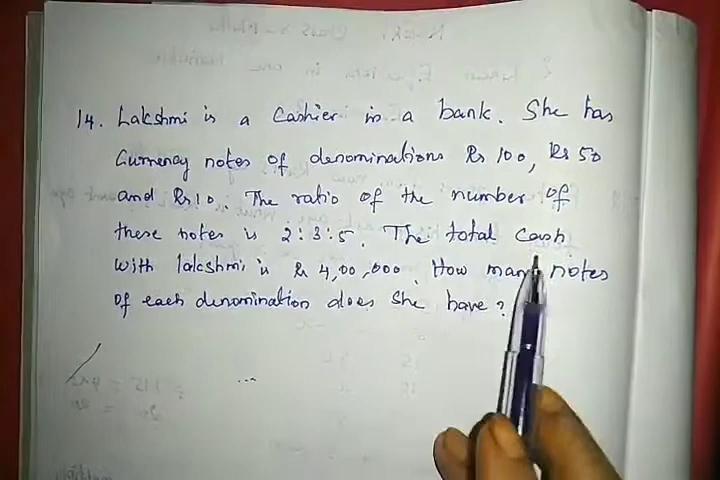 14. Lakshmi is a Cashier in a bank. She has
Currency notes of denominations Rs 100, Rs 50
and Rs 10. The ratio of the number of
these notes is 2:3:5. The total cash
with lakshmi is Rs 4,00,000. How many notes
of each denomination does She have?